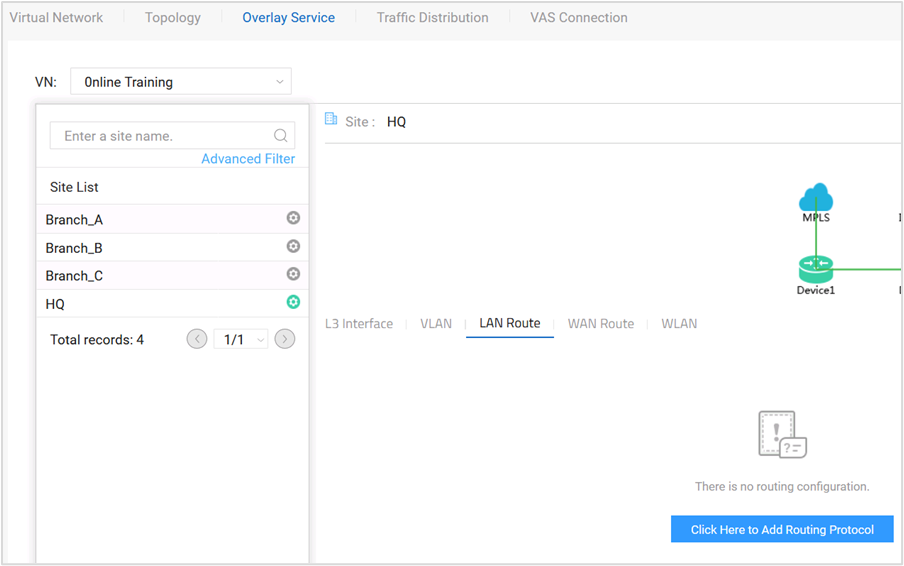 Virtual Network Topology Overlay Service Traffic Distribution VAS Connection
VN: 0nline Training
Enter a site name.
Site : HQ
Advanced Filter
Site List
Branch_A
Branch_B
Branch_C
HQ
Total records: 4 1/1
MPLS
Device1
L3 Interface VLAN LAN Route WAN Route WLAN
There is no routing configuration.
Click Here to Add Routing Protocol